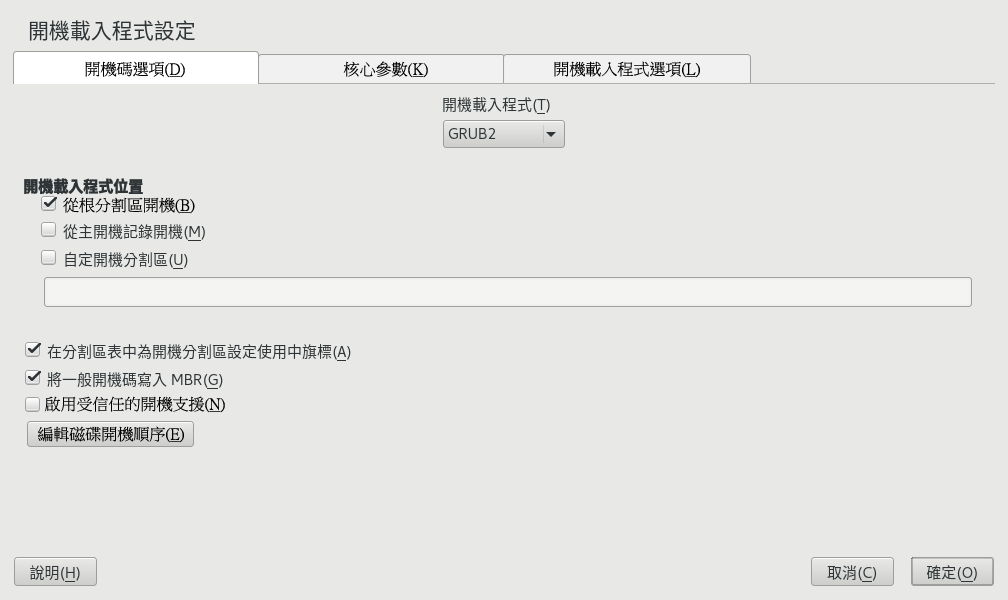 開機載入程式設定
開機碼選項(D) 核心參數(K) 開機載入程式選項(L)
開機載入程式(T)
GRUB2
開機載入程式位置
從根分割區開機(B)
從主開機記錄開機(M)
自定開機分割區(U)
在分割區表中為開機分割區設定使用中旗標(A)
將一般開機碼寫入 MBR(G)
啟用受信任的開機支援(N)
編輯磁碟開機順序(E)
說明(H) 取消(C) 確定(O)